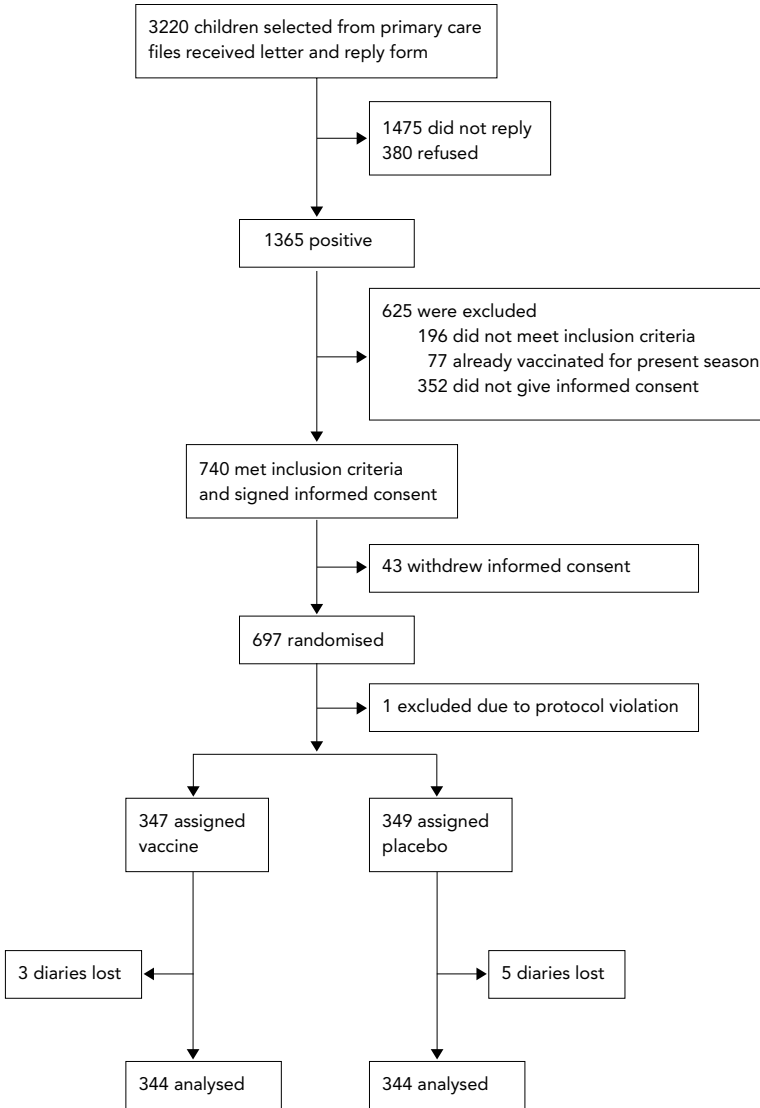 3220 children selected from primary care
files received letter and reply form
1475 did not reply
380 refused
1365 positive
625 were excluded
196 did not meet inclusion criteria
77 already vaccinated for present season
352 did not give informed consent
740 met inclusion criteria
and signed informed consent
43 withdrew informed consent
697 randomised
1 excluded due to protocol violation
347 assigned
vaccine
349 assigned
placebo
3 diaries lost
5 diaries lost
344 analysed
344 analysed